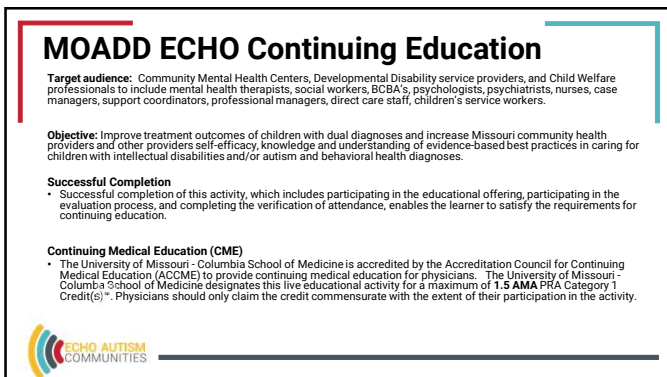 MOADD ECHO Continuing Education
Target audience: Community Mental Health Centers, Developmental Disability service providers, and Child Welfare
professionals to include mental health therapists, social workers, BCBA's, psychologists, psychiatrists, nurses, case
managers, support coordinators, professional managers, direct care staff, children's service workers.
Objective: Improve treatment outcomes of children with dual diagnoses and increase Missouri community health
providers and other providers self-efficacy, knowledge and understanding of evidence-based best practices in caring for
children with intellectual disabilities and/or autism and behavioral health diagnoses.
Successful Completion
• Successful completion of this activity, which includes participating in the educational offering, participating in the
evaluation process, and completing the verification of attendance, enables the learner to satisfy the requirements for
continuing education.
Continuing Medical Education (CME)
• The University of Missouri - Columbia School of Medicine is accredited by the Accreditation Council for Continuing
Medical Education (ACCME) to provide continuing medical education for physicians. The University of Missouri -
Columba School of Medicine designates this live educational activity for a maximum of 1.5 AMA PRA Category 1
Credit(s)™. Physicians should only claim the credit commensurate with the extent of their participation in the activity.
ECHO AUTISM
COMMUNITIES